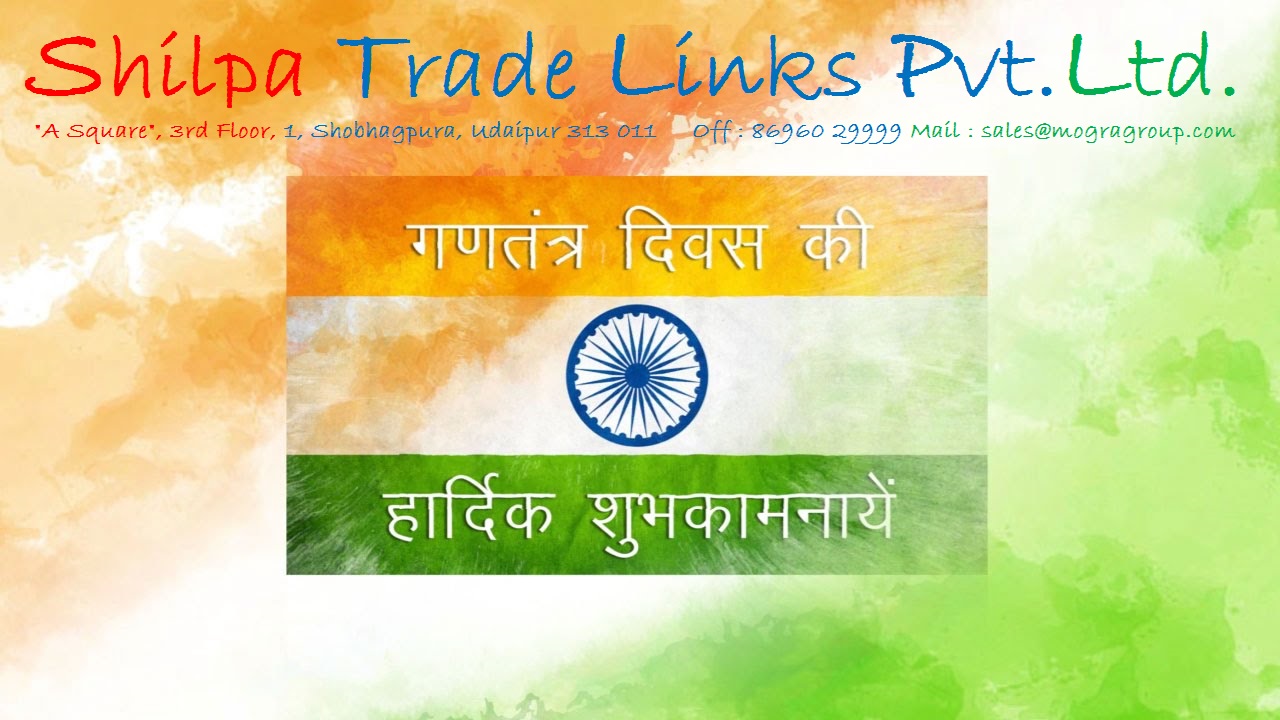 Shilpa Trade Links Pvt.Ltd.
"A Square", 3rd Floor, 1, Shobhagpura, Udaipur 313 011 Off : 86960 29999 Mail : sales@mogragroup.com
गणतंत्र दिवस की
हार्दिक शुभकामनायें